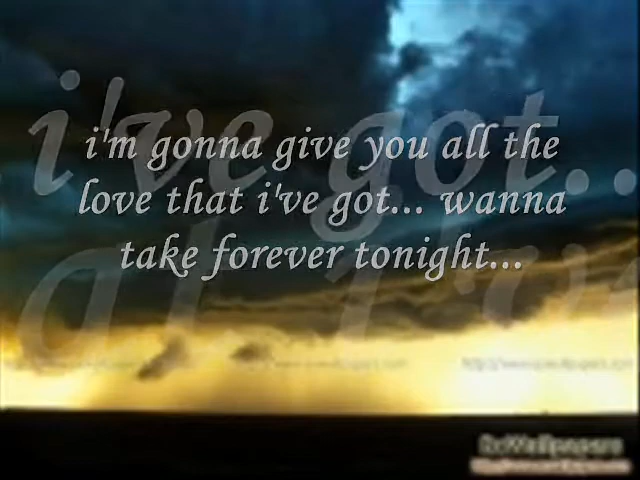 i've got..
i'm gonna give you all the
love that i've got... wanna
take forever tonight...